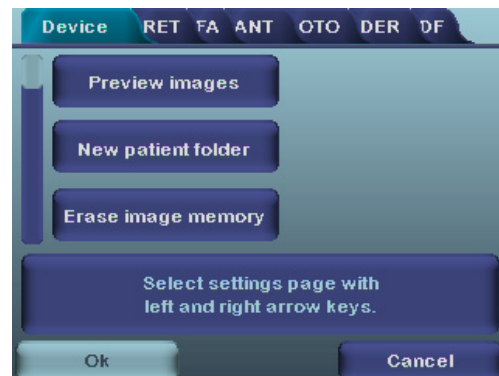 Device RET FA ANT OTO DER DF
Preview images
New patient folder
Erase image memory
Select settings page with
left and right arrow keys.
Ok Cancel